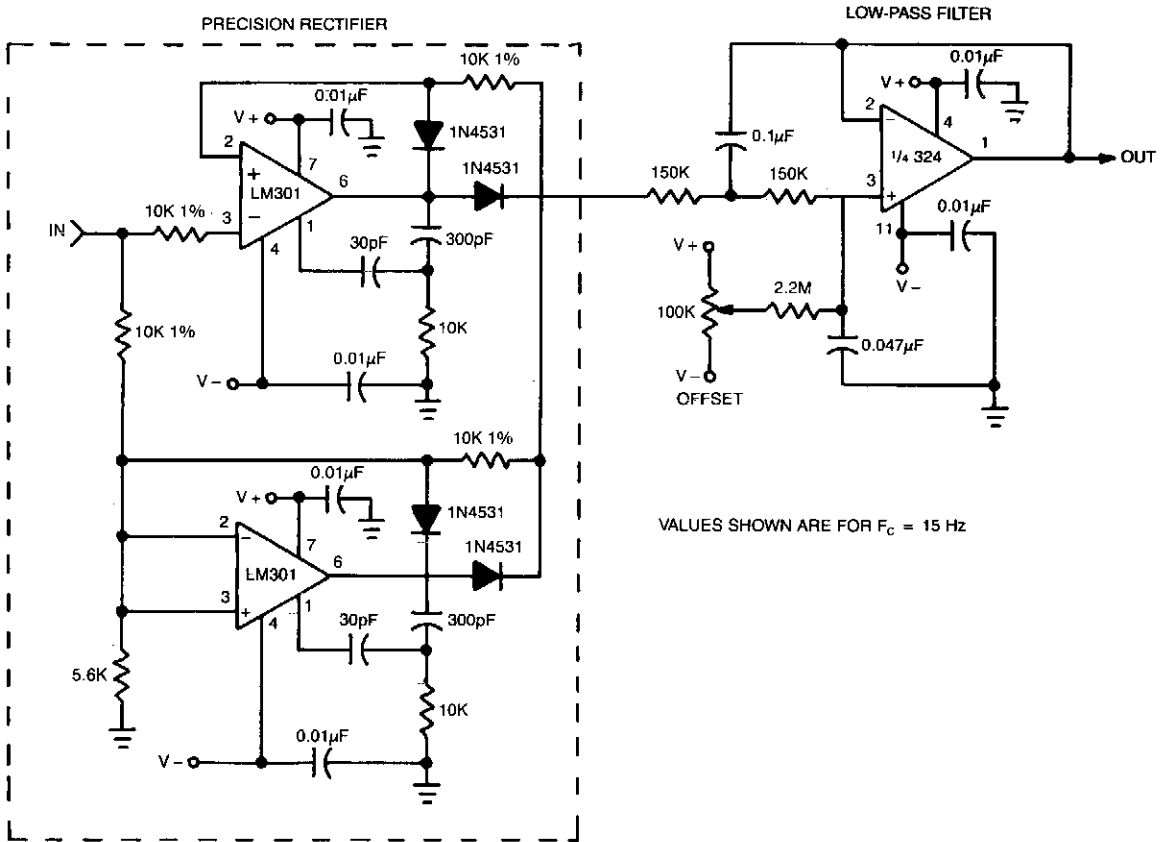 PRECISION RECTIFIER
LOW-PASS FILTER
10K 1%
0.01µF
V+
2
+
LM301
−
3
7
6
1
4
1N4531
1N4531
10K 1%
IN
30pF
300pF
10K
10K 1%
0.01µF
V−
10K 1%
0.01µF
V+
2
−
LM301
3
+
7
6
1
4
1N4531
1N4531
30pF
300pF
5.6K
10K
0.01µF
V−
0.01µF
V+
2
−
4
0.1µF
1/4 324
1
OUT
150K
150K
3
+
11
0.01µF
V−
V+
2.2M
100K
0.047µF
V−
OFFSET
VALUES SHOWN ARE FOR Fc = 15 Hz